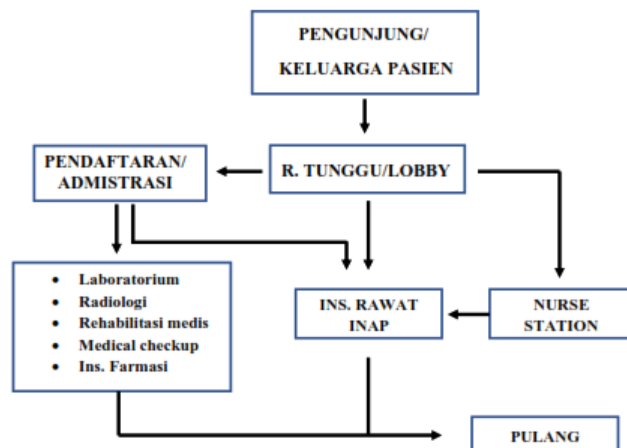 PENGUNJUNG/
KELUARGA PASIEN
PENDAFTARAN/
ADMISTRASI
R. TUNGGU/LOBBY
• Laboratorium
• Radiologi
• Rehabilitasi medis
• Medical checkup
• Ins. Farmasi
INS. RAWAT
INAP
NURSE
STATION
PULANG